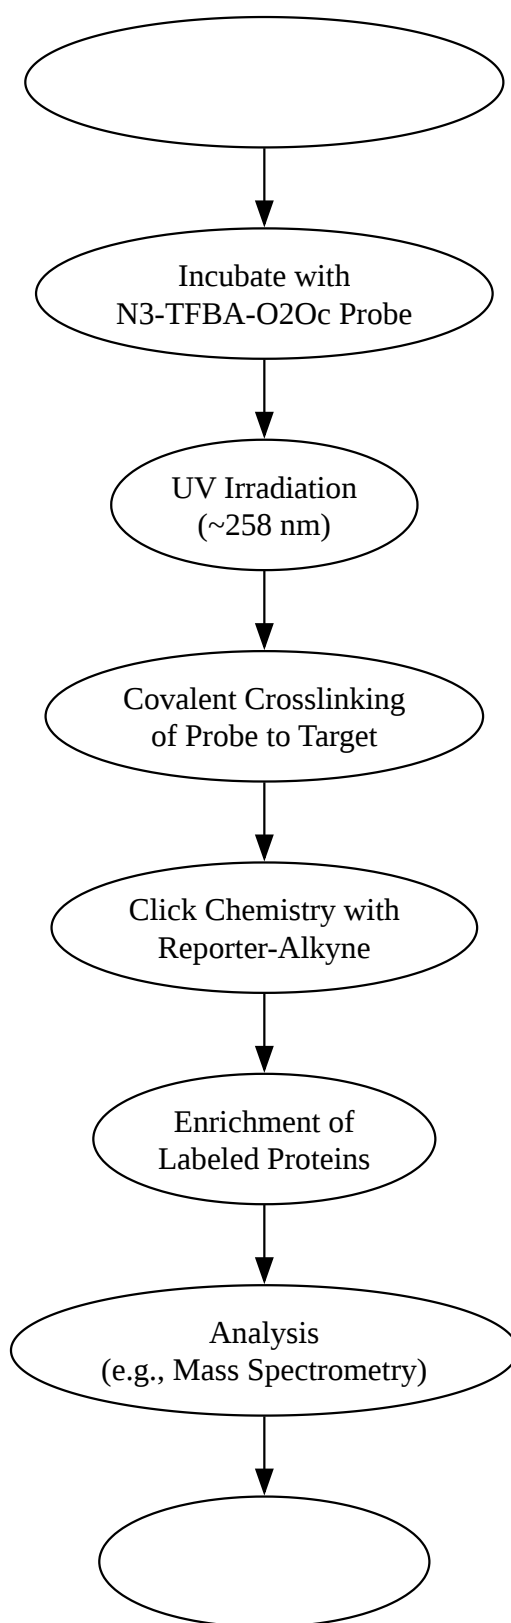 Incubate with
N3-TFBA-O2Oc Probe
UV Irradiation
(~258 nm)
Covalent Crosslinking
of Probe to Target
Click Chemistry with
Reporter-Alkyne
Enrichment of
Labeled Proteins
Analysis
(e.g., Mass Spectrometry)